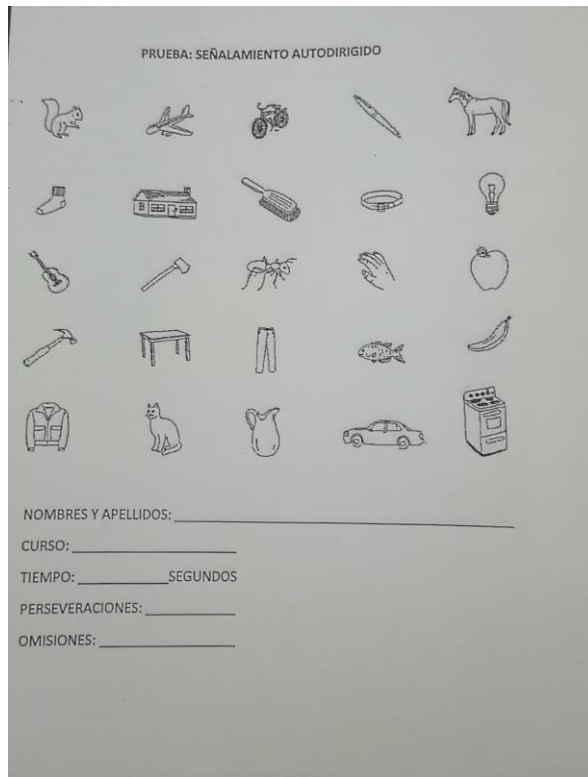 PRUEBA: SEÑALAMIENTO AUTODIRIGIDO
NOMBRES Y APELLIDOS:
CURSO:
TIEMPO: SEGUNDOS
PERSEVERACIONES:
OMISIONES: